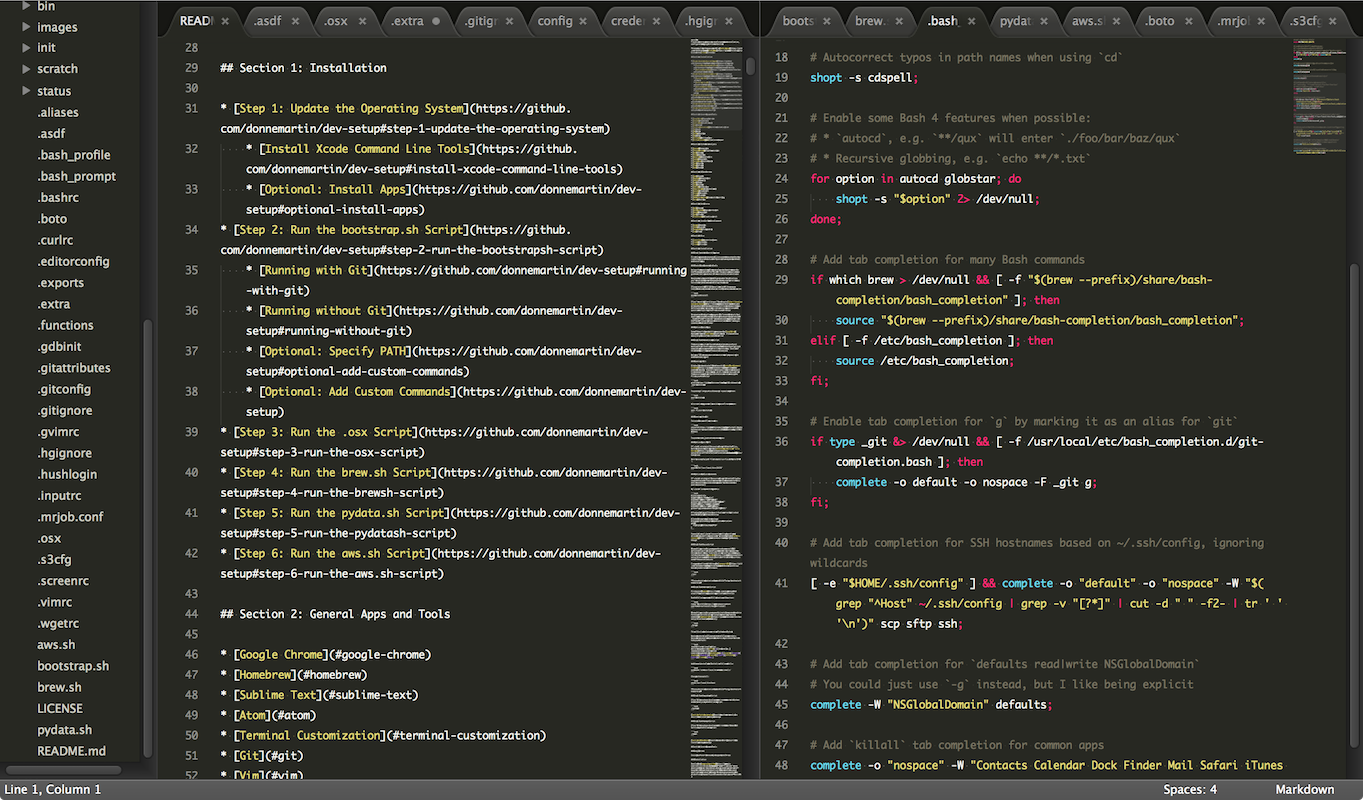 bin
images
init
scratch
status
.aliases
.asdf
.bash_profile
.bash_prompt
.bashrc
.boto
.curlrc
.editorconfig
.exports
.extra
.functions
.gdbinit
.gitattributes
.gitconfig
.gitignore
.gvimrc
.hgignore
.hushlogin
.inputrc
.mrjob.conf
.osx
.s3cfg
.screenrc
.vimrc
.wgetrc
aws.sh
bootstrap.sh
brew.sh
LICENSE
pydata.sh
README.md
READ × .asdf × .osx × .extra ● .gitigr × config × crede × .hgigr ×
28
29 ## Section 1: Installation
30
31 * [Step 1: Update the Operating System](https://github.
com/donnemartin/dev-setup#step-1-update-the-operating-system)
32 * [Install Xcode Command Line Tools](https://github.
com/donnemartin/dev-setup#install-xcode-command-line-tools)
33 * [Optional: Install Apps](https://github.com/donnemartin/dev-
setup#optional-install-apps)
34 * [Step 2: Run the bootstrap.sh Script](https://github.
com/donnemartin/dev-setup#step-2-run-the-bootstrapsh-script)
35 * [Running with Git](https://github.com/donnemartin/dev-setup#running
-with-git)
36 * [Running without Git](https://github.com/donnemartin/dev-
setup#running-without-git)
37 * [Optional: Specify PATH](https://github.com/donnemartin/dev-
setup#optional-add-custom-commands)
38 * [Optional: Add Custom Commands](https://github.com/donnemartin/dev-
setup)
39 * [Step 3: Run the .osx Script](https://github.com/donnemartin/dev-
setup#step-3-run-the-osx-script)
40 * [Step 4: Run the brew.sh Script](https://github.com/donnemartin/dev-
setup#step-4-run-the-brewsh-script)
41 * [Step 5: Run the pydata.sh Script](https://github.com/donnemartin/dev-
setup#step-5-run-the-pydatash-script)
42 * [Step 6: Run the aws.sh Script](https://github.com/donnemartin/dev-
setup#step-6-run-the-aws.sh-script)
43
44 ## Section 2: General Apps and Tools
45
46 * [Google Chrome](#google-chrome)
47 * [Homebrew](#homebrew)
48 * [Sublime Text](#sublime-text)
49 * [Atom](#atom)
50 * [Terminal Customization](#terminal-customization)
51 * [Git](#git)
52 * [Vim](#vim)
boots × brew. × .bash × pydat × aws.s × .boto × .mrjo × .s3cf ×
18 # Autocorrect typos in path names when using `cd`
19 shopt -s cdspell;
20
21 # Enable some Bash 4 features when possible:
22 # * `autocd`, e.g. `**/qux` will enter `./foo/bar/baz/qux`
23 # * Recursive globbing, e.g. `echo **/*.txt`
24 for option in autocd globstar; do
25 shopt -s "$option" 2> /dev/null;
26 done;
27
28 # Add tab completion for many Bash commands
29 if which brew > /dev/null && [ -f "$(brew --prefix)/share/bash-
completion/bash_completion" ]; then
30 source "$(brew --prefix)/share/bash-completion/bash_completion";
31 elif [ -f /etc/bash_completion ]; then
32 source /etc/bash_completion;
33 fi;
34
35 # Enable tab completion for `g` by marking it as an alias for `git`
36 if type _git &> /dev/null && [ -f /usr/local/etc/bash_completion.d/git-
completion.bash ]; then
37 complete -o default -o nospace -F _git g;
38 fi;
39
40 # Add tab completion for SSH hostnames based on ~/.ssh/config, ignoring
wildcards
41 [ -e "$HOME/.ssh/config" ] && complete -o "default" -o "nospace" -W "$(
grep "^Host" ~/.ssh/config | grep -v "[?*]" | cut -d " " -f2- | tr ' '
'\n')" scp sftp ssh;
42
43 # Add tab completion for `defaults read|write NSGlobalDomain`
44 # You could just use `-g` instead, but I like being explicit
45 complete -W "NSGlobalDomain" defaults;
46
47 # Add `killall` tab completion for common apps
48 complete -o "nospace" -W "Contacts Calendar Dock Finder Mail Safari iTunes
Line 1, Column 1
Spaces: 4
Markdown